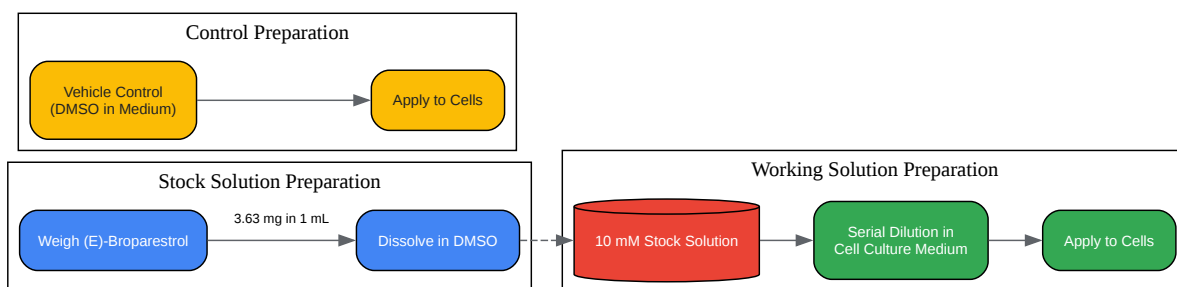 Control Preparation
Vehicle Control
(DMSO in Medium)
Apply to Cells
Stock Solution Preparation
Weigh (E)-Broparestrol
3.63 mg in 1 mL
Dissolve in DMSO
Working Solution Preparation
10 mM Stock Solution
Serial Dilution in
Cell Culture Medium
Apply to Cells